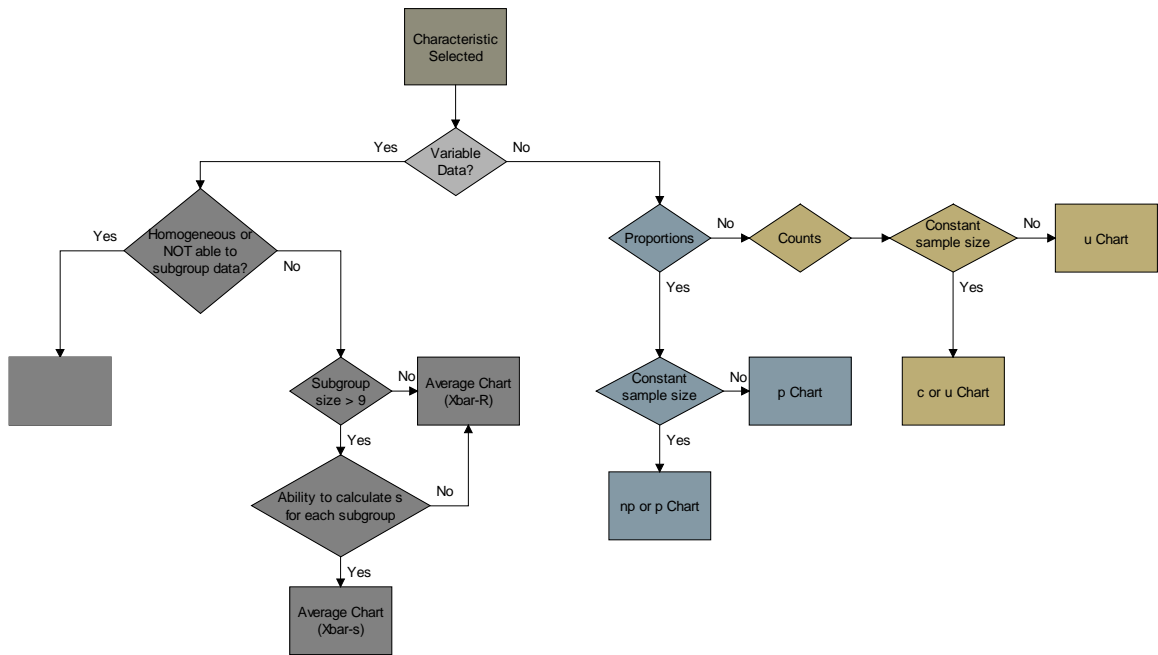 Characteristic
Selected
Yes
Variable
Data?
No
Yes
Homogeneous or
NOT able to
subgroup data?
No
Proportions
No
Counts
Constant
sample size
No
u Chart
Yes
Yes
Subgroup
size > 9
No
Average Chart
(Xbar-R)
Constant
sample size
No
p Chart
c or u Chart
Yes
Yes
Ability to calculate s
for each subgroup
No
np or p Chart
Yes
Average Chart
(Xbar-s)